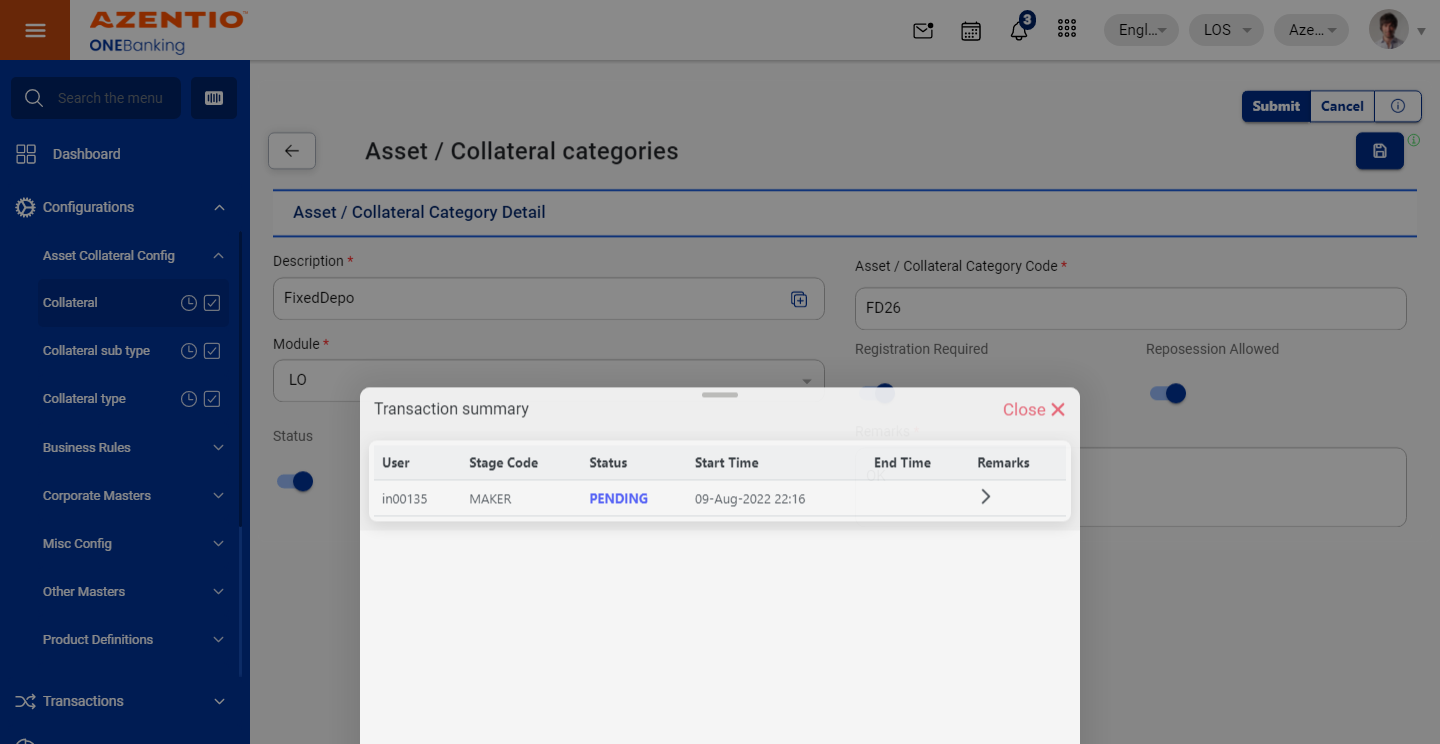 AZENTIO™
ONEBanking
3
Engl...
LOS
Aze...
Search the menu
Dashboard
Configurations
Asset Collateral Config
Collateral
Collateral sub type
Collateral type
Business Rules
Corporate Masters
Misc Config
Other Masters
Product Definitions
Transactions
Submit
Cancel
Asset / Collateral categories
Asset / Collateral Category Detail
Description *
FixedDepo
Asset / Collateral Category Code *
FD26
Module *
LO
Registration Required
Reposession Allowed
Status
Remarks *
OK
Transaction summary
Close
User Stage Code Status Start Time End Time Remarks
in00135 MAKER PENDING 09-Aug-2022 22:16